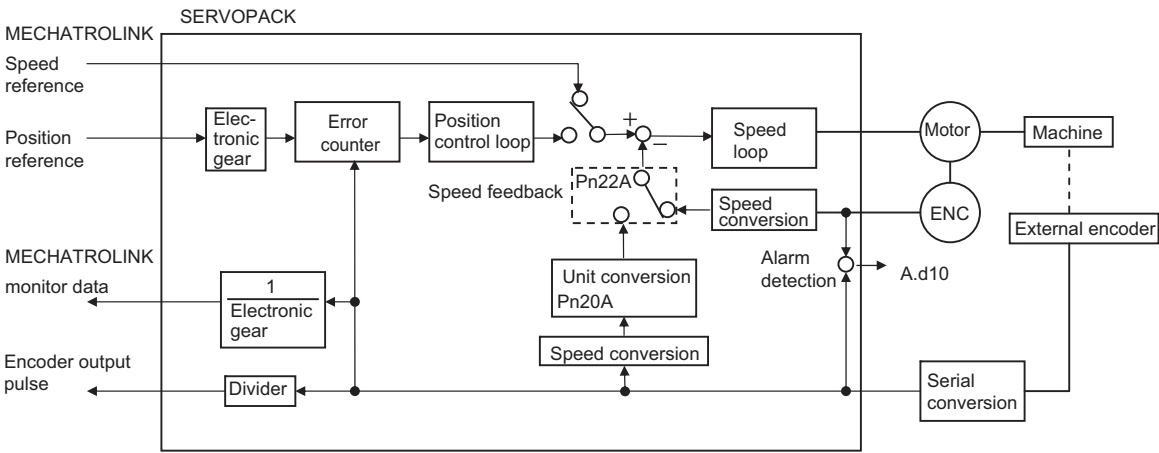 SERVOPACK
MECHATROLINK
Speed
reference
Position
reference
Elec-
tronic
gear
Error
counter
Position
control loop
+
−
Speed
loop
Motor
Machine
Speed feedback
Pn22A
Speed
conversion
ENC
External encoder
MECHATROLINK
monitor data
1
Electronic
gear
Unit conversion
Pn20A
Alarm
detection
A.d10
Speed conversion
Encoder output
pulse
Divider
Serial
conversion